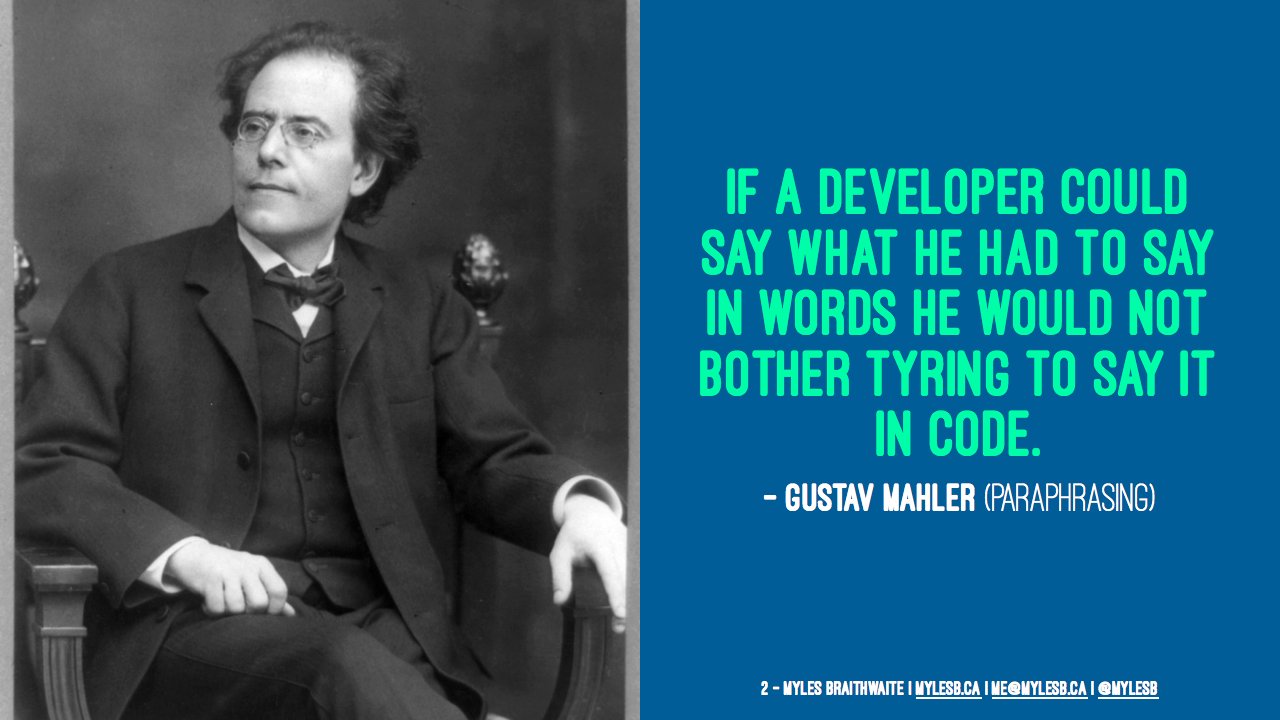 IF A DEVELOPER COULD
SAY WHAT HE HAD TO SAY
IN WORDS HE WOULD NOT
BOTHER TYRING TO SAY IT
IN CODE.
– GUSTAV MAHLER (PARAPHRASING)
2 – MYLES BRAITHWAITE | MYLESB.CA | ME@MYLESB.CA | @MYLESB